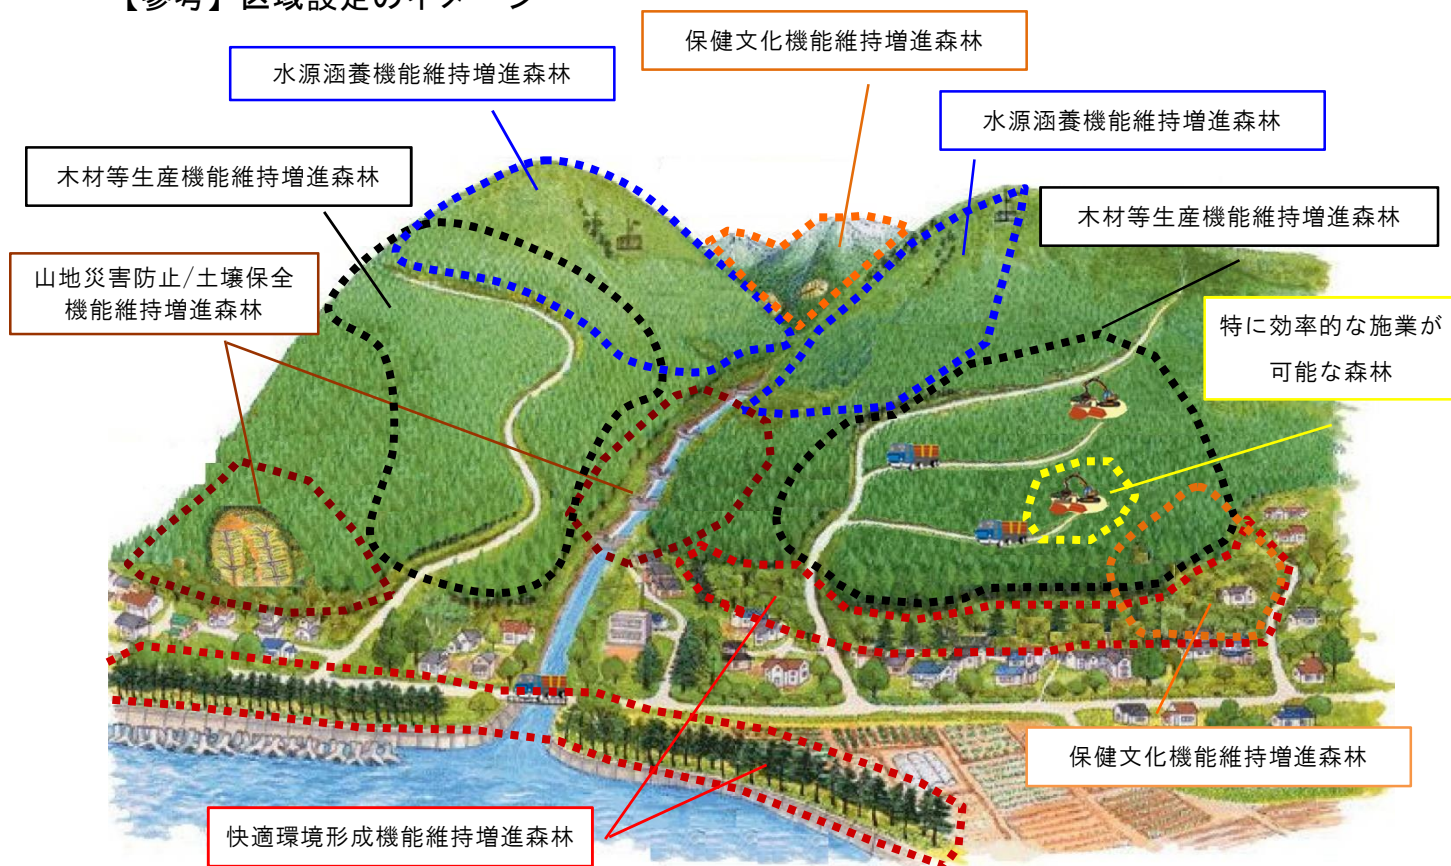 【参考】区域設定のイメージ
保健文化機能維持増進森林
水源涵養機能維持増進森林
水源涵養機能維持増進森林
木材等生産機能維持増進森林
木材等生産機能維持増進森林
山地災害防止/土壌保全
機能維持増進森林
特に効率的な施業が
可能な森林
保健文化機能維持増進森林
快適環境形成機能維持増進森林